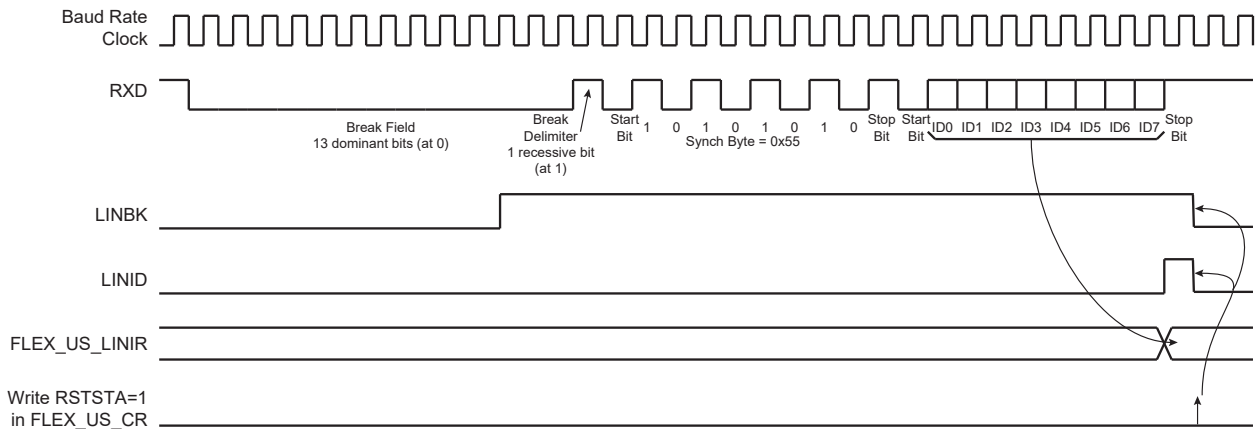 Baud Rate
Clock
RXD
Break Field
13 dominant bits (at 0)
Break
Delimiter
1 recessive bit
(at 1)
Start
Bit
1 0 1 0 1 0 1 0
Synch Byte = 0x55
Stop
Bit
Start
Bit
ID0 ID1 ID2 ID3 ID4 ID5 ID6 ID7
Stop
Bit
LINBK
LINID
FLEX_US_LINIR
Write RSTSTA=1
in FLEX_US_CR